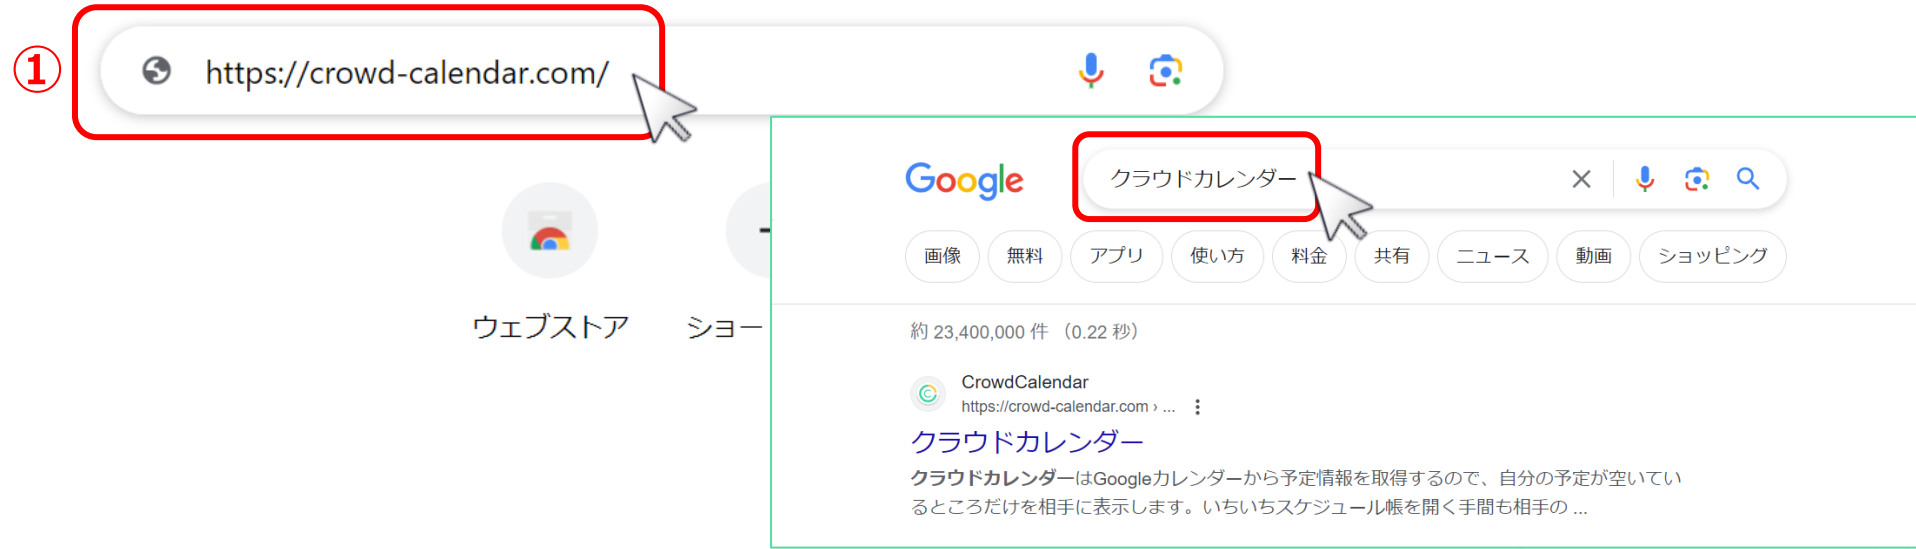 ①
https://crowd-calendar.com/
ウェブストア
ショー
Google
クラウドカレンダー
画像 無料 アプリ 使い方 料金 共有 ニュース 動画 ショッピング
約 23,400,000 件 （0.22 秒）
CrowdCalendar
https://crowd-calendar.com › ...
クラウドカレンダー
クラウドカレンダーはGoogleカレンダーから予定情報を取得するので、自分の予定が空いてい
るところだけを相手に表示します。いちいちスケジュール帳を開く手間も相手の ...